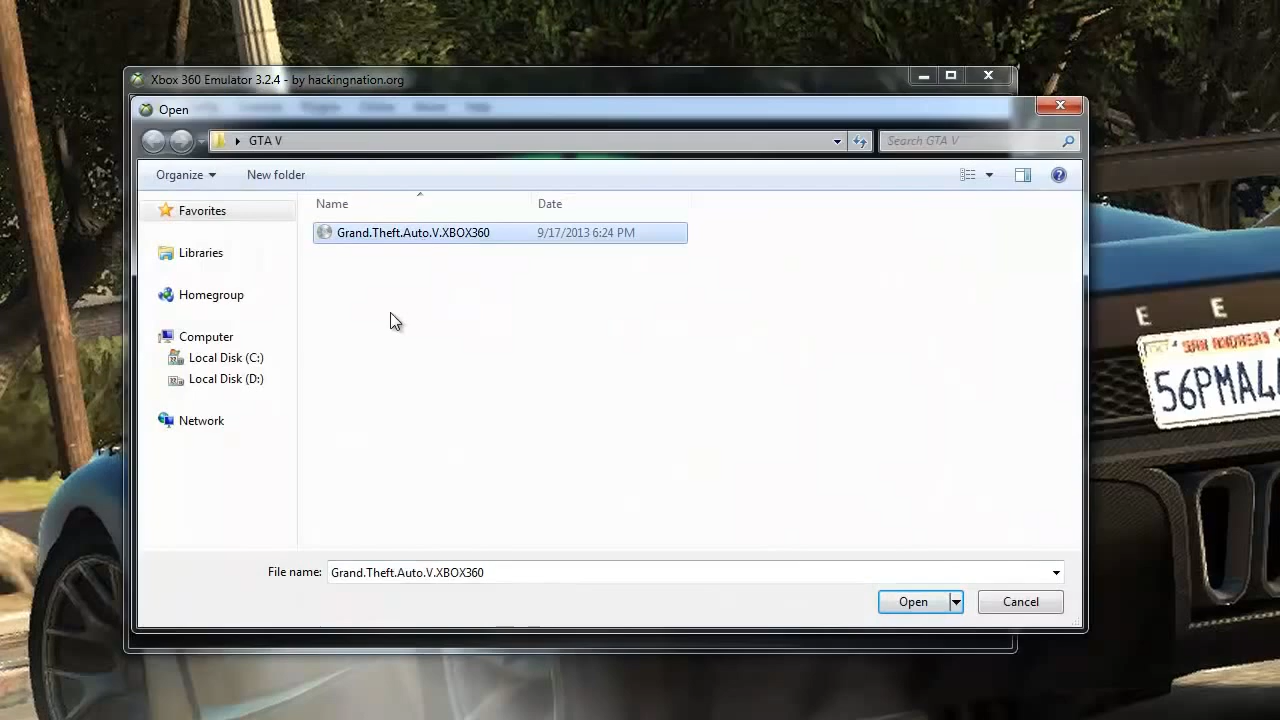 Xbox 360 Emulator 3.2.4 - by hackingnation.org
Open
GTA V
Search GTA V
Organize
New folder
Name
Date
Favorites
Grand.Theft.Auto.V.XBOX360
9/17/2013 6:24 PM
Libraries
Homegroup
Computer
Local Disk (C:)
Local Disk (D:)
Network
File name:
Grand.Theft.Auto.V.XBOX360
Open
Cancel
E E
SAN ANDREAS